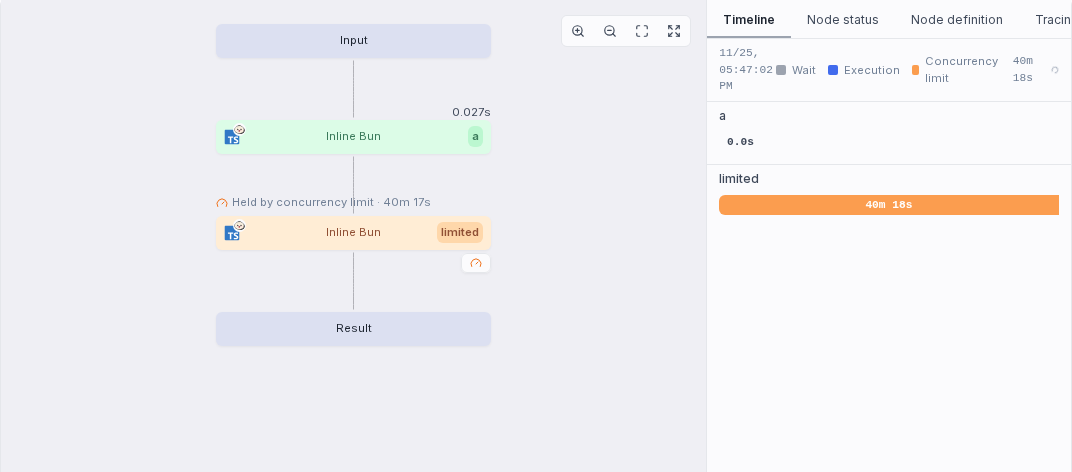 Input
0.027s
TS
Inline Bun
a
Held by concurrency limit · 40m 17s
TS
Inline Bun
limited
Result
Timeline
Node status
Node definition
Tracin
11/25,
05:47:02
PM
Wait
Execution
Concurrency
limit
40m
18s
a
0.0s
limited
40m 18s